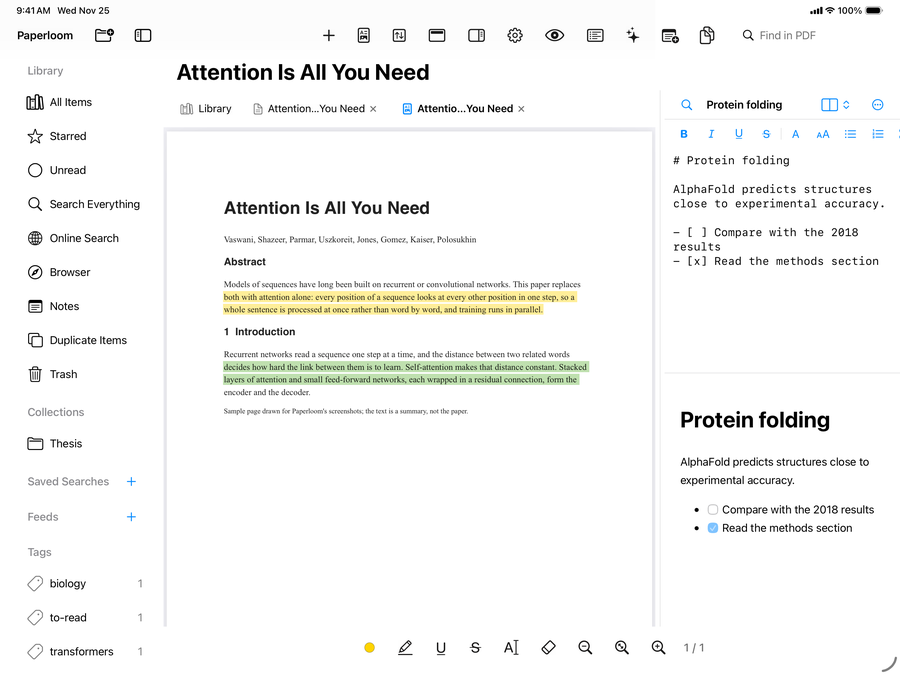 9:41 AM Wed Nov 25
100%
Paperloom
Find in PDF
Library
All Items
Starred
Unread
Search Everything
Online Search
Browser
Notes
Duplicate Items
Trash
Collections
Thesis
Saved Searches
Feeds
Tags
biology 1
to-read 1
transformers 1
Attention Is All You Need
Library
Attention...You Need ×
Attentio...You Need ×
Attention Is All You Need
Vaswani, Shazeer, Parmar, Uszkoreit, Jones, Gomez, Kaiser, Polosukhin
Abstract
Models of sequences have long been built on recurrent or convolutional networks. This paper replaces
both with attention alone: every position of a sequence looks at every other position in one step, so a
whole sentence is processed at once rather than word by word, and training runs in parallel.
1 Introduction
Recurrent networks read a sequence one step at a time, and the distance between two related words
decides how hard the link between them is to learn. Self-attention makes that distance constant. Stacked
layers of attention and small feed-forward networks, each wrapped in a residual connection, form the
encoder and the decoder.
Sample page drawn for Paperloom's screenshots; the text is a summary, not the paper.
Protein folding
B I U S A AA
# Protein folding
AlphaFold predicts structures
close to experimental accuracy.
- [ ] Compare with the 2018
results
- [x] Read the methods section
Protein folding
AlphaFold predicts structures close to
experimental accuracy.
• Compare with the 2018 results
• Read the methods section
U S A 1 / 1